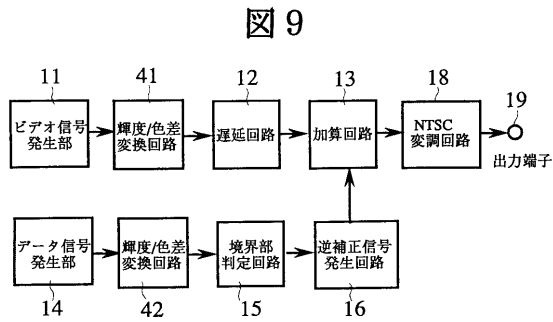 図9
11
41
12
13
18
19
ビデオ信号
発生部
輝度/色差
変換回路
遅延回路
加算回路
NTSC
変調回路
出力端子
データ信号
発生部
輝度/色差
変換回路
境界部
判定回路
逆補正信号
発生回路
14
42
15
16